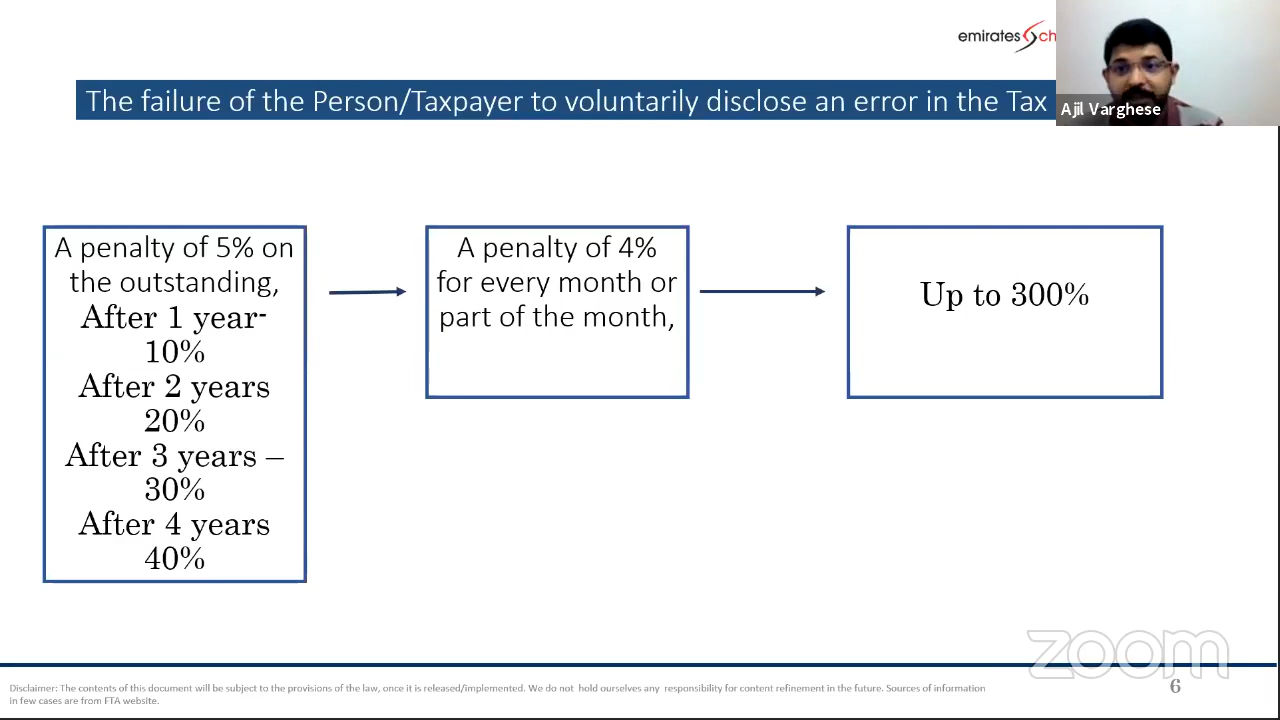 emirates ch
The failure of the Person/Taxpayer to voluntarily disclose an error in the Tax
Ajil Varghese
A penalty of 5% on
the outstanding,
After 1 year-
10%
After 2 years
20%
After 3 years –
30%
After 4 years
40%
A penalty of 4%
for every month or
part of the month,
Up to 300%
zoom
Disclaimer: The contents of this document will be subject to the provisions of the law, once it is released/implemented. We do not hold ourselves any responsibility for content refinement in the future. Sources of information
in few cases are from FTA website.
6